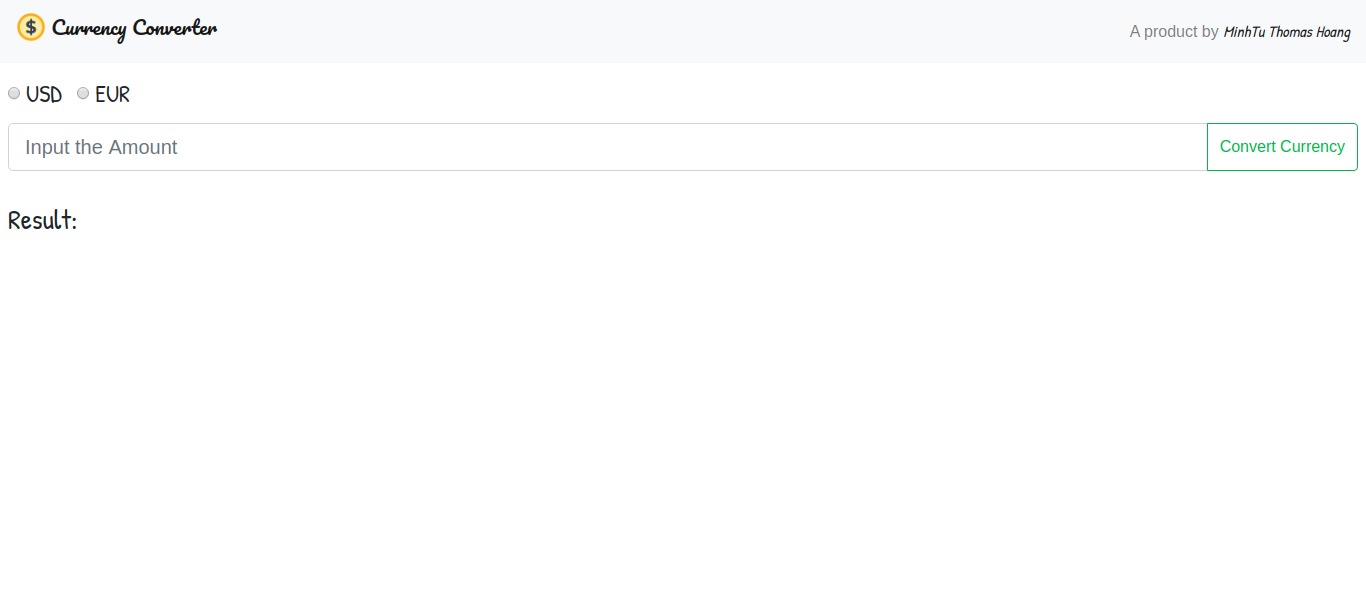 $ Currency Converter
A product by MinhTu Thomas Hoang
USD EUR
Input the Amount
Convert Currency
Result: